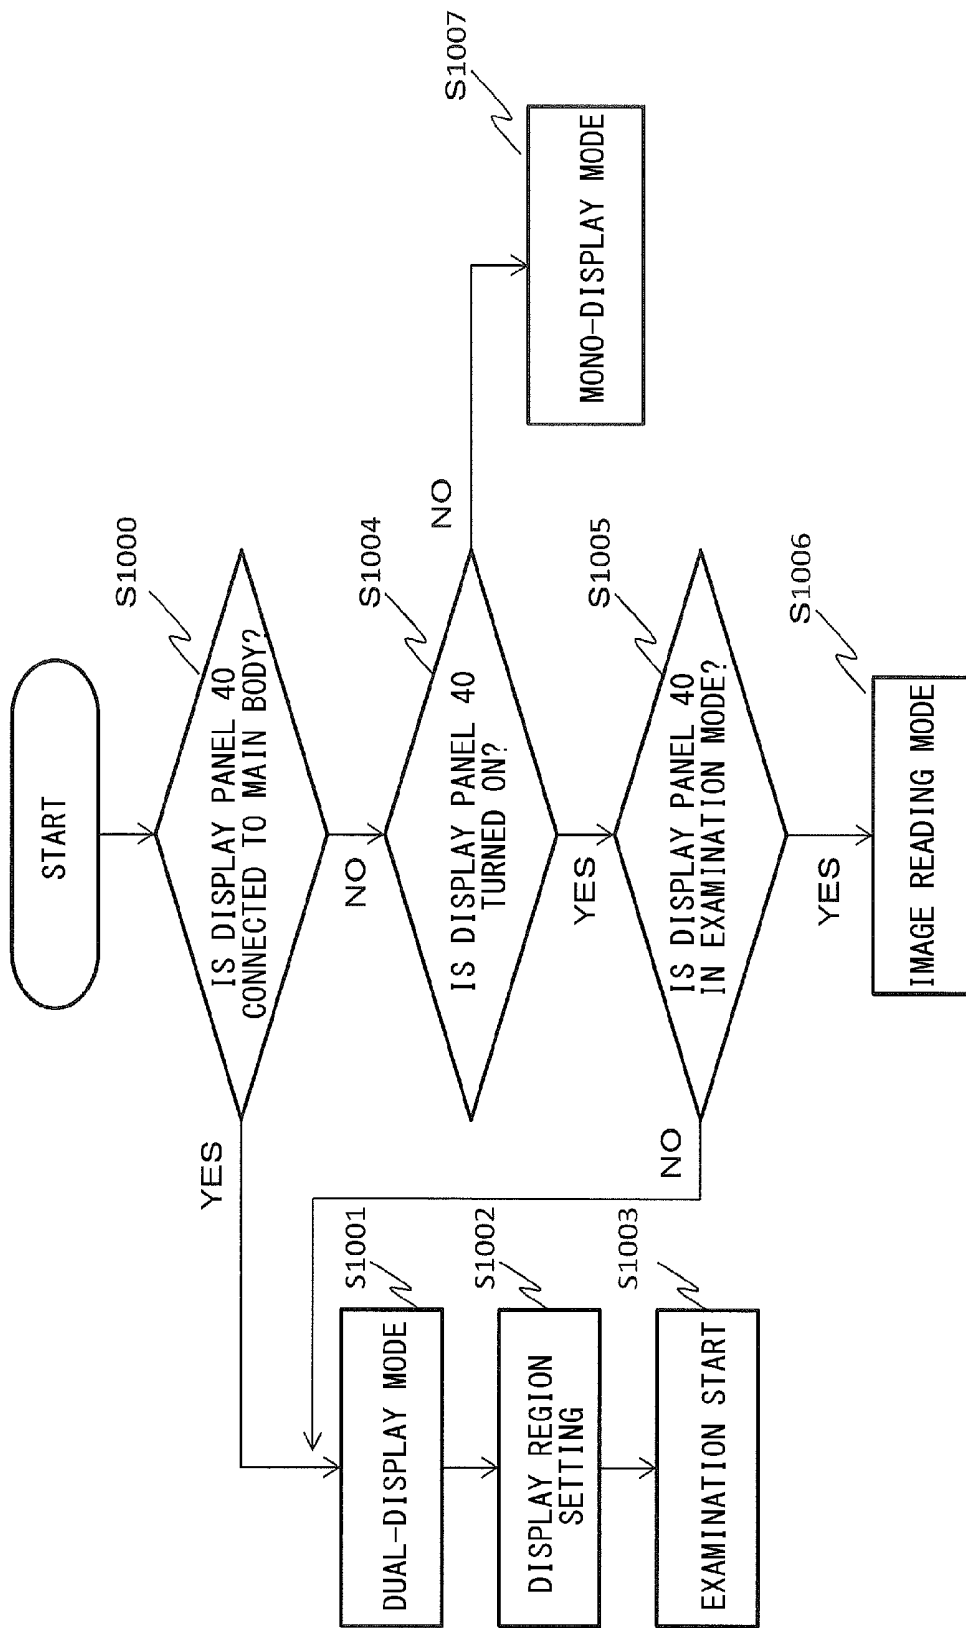 START
S1000
IS DISPLAY PANEL 40
CONNECTED TO MAIN BODY?
YES
NO
S1001
DUAL-DISPLAY MODE
S1002
DISPLAY REGION
SETTING
S1003
EXAMINATION START
S1004
IS DISPLAY PANEL 40
TURNED ON?
NO
YES
S1007
MONO-DISPLAY MODE
S1005
IS DISPLAY PANEL 40
IN EXAMINATION MODE?
NO
YES
S1006
IMAGE READING MODE